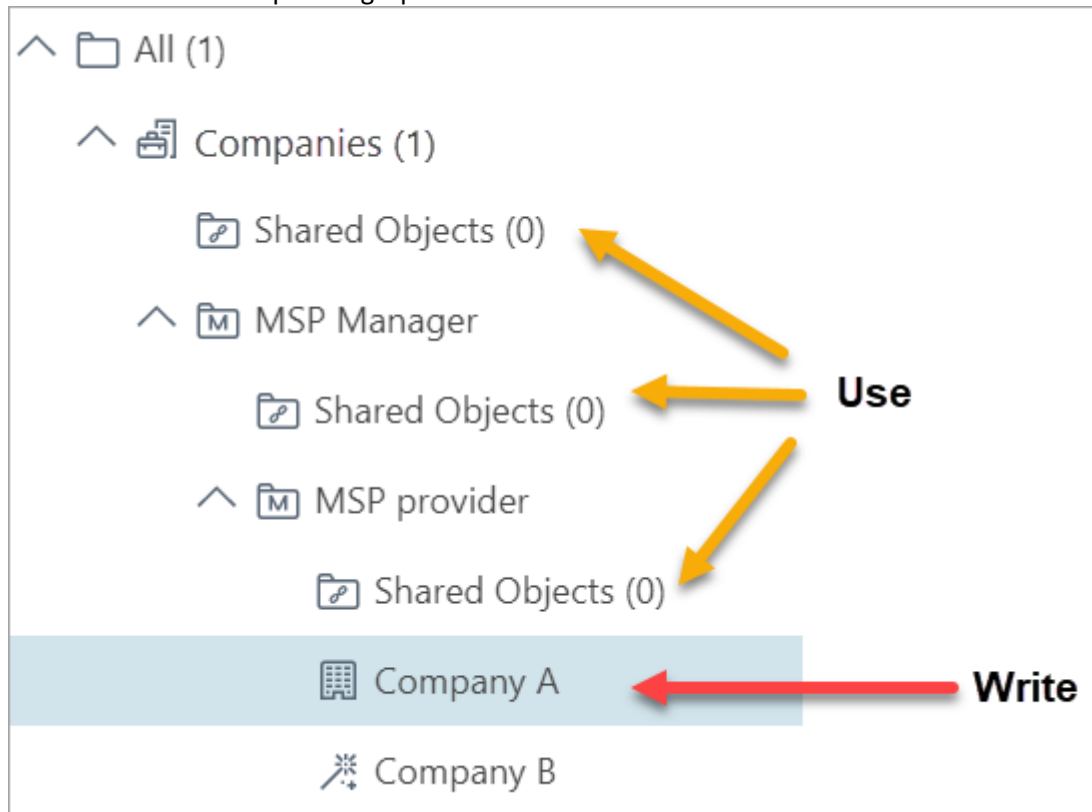 All (1)
Companies (1)
Shared Objects (0)
MSP Manager
Shared Objects (0)
Use
MSP provider
Shared Objects (0)
Company A
Write
Company B